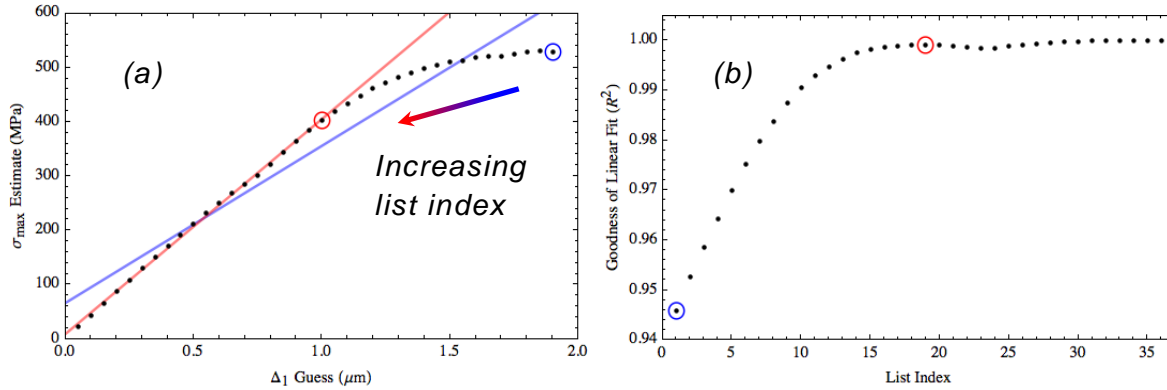 (a)
600
500
400
300
200
100
0
σmax Estimate (MPa)
0.0 0.5 1.0 1.5 2.0
Δ1 Guess (μm)
Increasing
list index
(b)
1.00
0.99
0.98
0.97
0.96
0.95
0.94
Goodness of Linear Fit (R²)
0 5 10 15 20 25 30 35
List Index